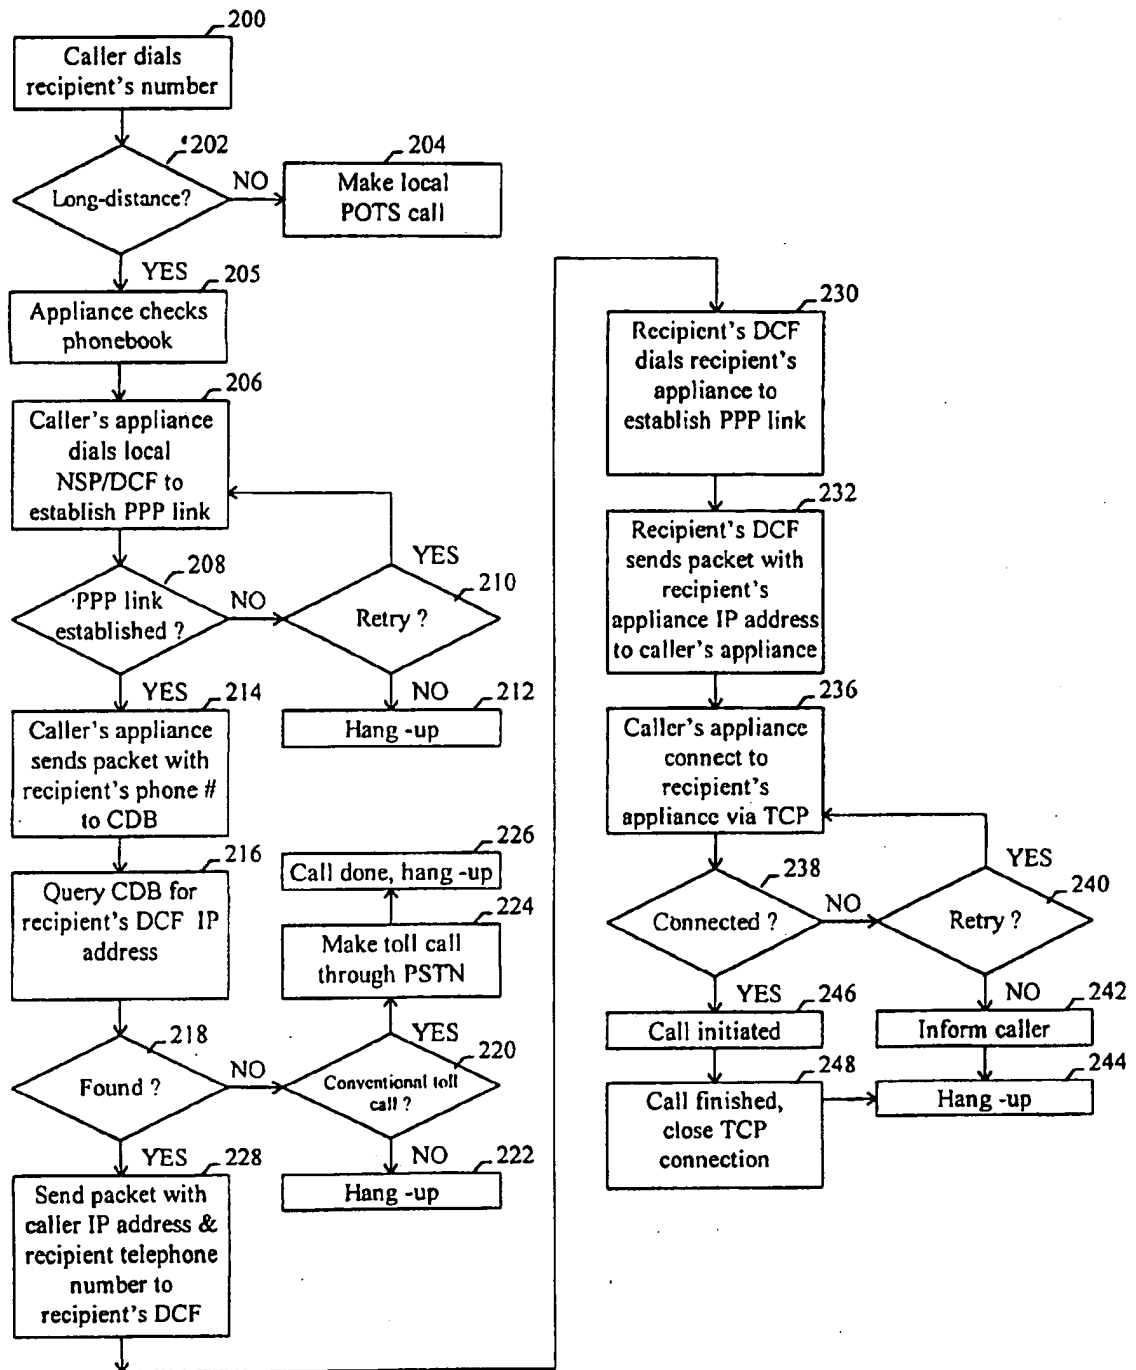 200
Caller dials
recipient's number
202
Long-distance?
NO
204
Make local
POTS call
YES
205
Appliance checks
phonebook
206
Caller's appliance
dials local
NSP/DCF to
establish PPP link
208
PPP link
established ?
NO
YES
210
Retry ?
NO
212
Hang -up
YES
214
Caller's appliance
sends packet with
recipient's phone #
to CDB
216
Query CDB for
recipient's DCF IP
address
218
Found ?
NO
220
Conventional toll
call ?
YES
224
Make toll call
through PSTN
226
Call done, hang -up
NO
222
Hang -up
YES
228
Send packet with
caller IP address &
recipient telephone
number to
recipient's DCF
230
Recipient's DCF
dials recipient's
appliance to
establish PPP link
232
Recipient's DCF
sends packet with
recipient's
appliance IP address
to caller's appliance
236
Caller's appliance
connect to
recipient's
appliance via TCP
238
Connected ?
NO
YES
240
Retry ?
NO
242
Inform caller
244
Hang -up
YES
246
Call initiated
248
Call finished,
close TCP
connection